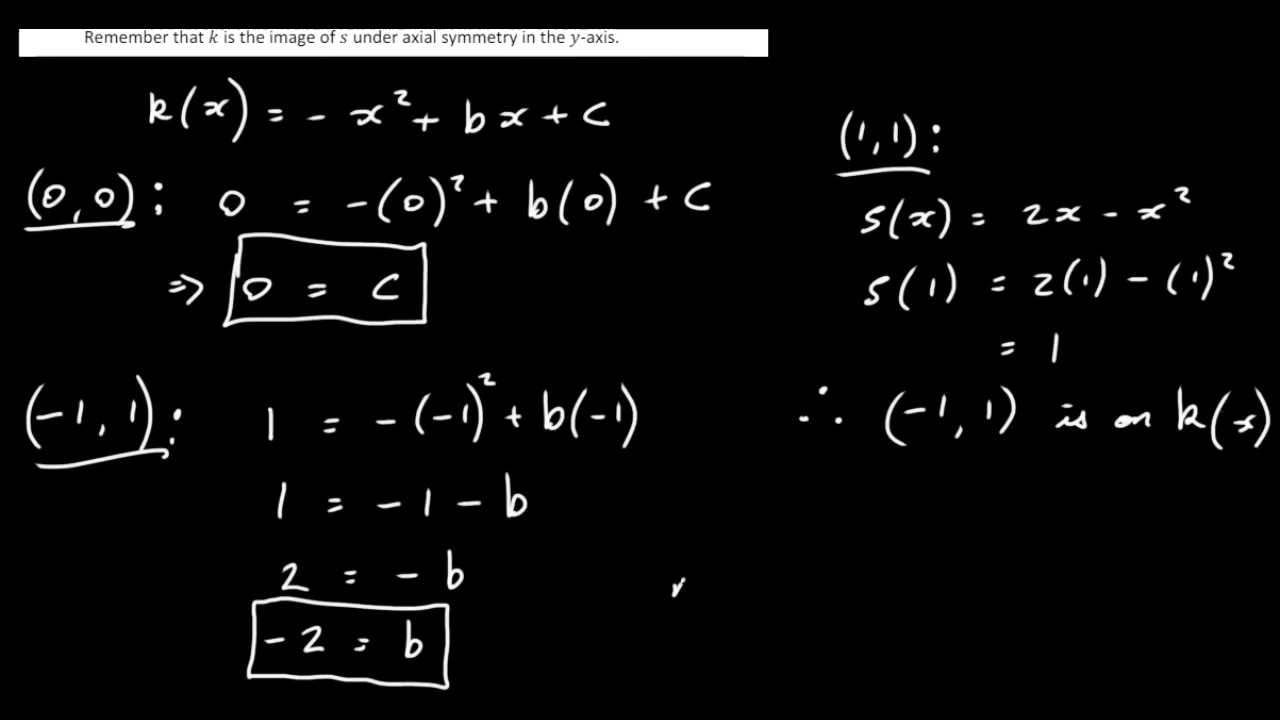 Remember that k is the image of s under axial symmetry in the y-axis.
k(x) = - x² + bx + c
(0, 0) : 0 = -(0)² + b(0) + c
⇒ 0 = c
(-1, 1) : 1 = -(-1)² + b(-1)
1 = -1 - b
2 = - b
-2 = b
(1, 1) :
s(x) = 2x - x²
s(1) = 2(1) - (1)²
= 1
∴ (-1, 1) is on k(x)